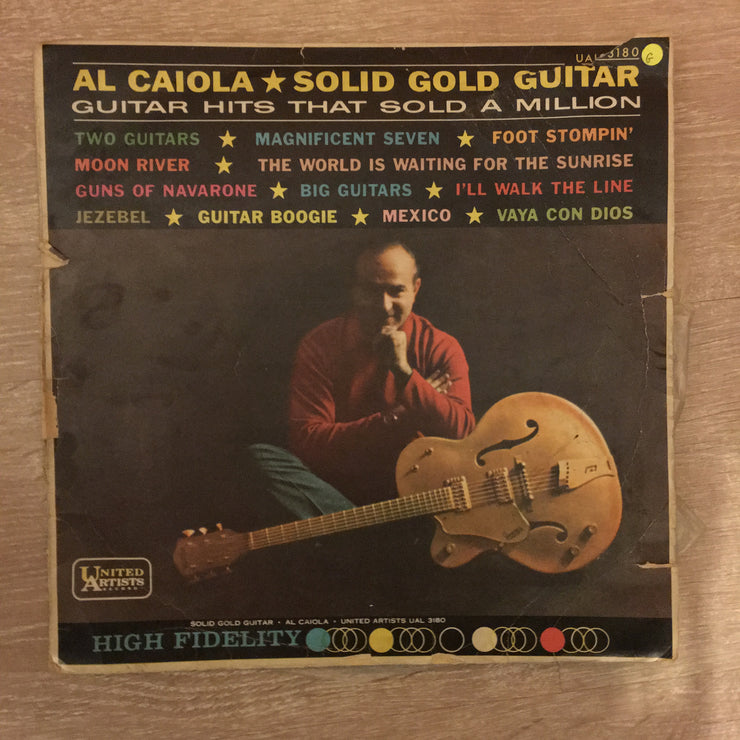 UAL 3180
G
AL CAIOLA ★ SOLID GOLD GUITAR
GUITAR HITS THAT SOLD A MILLION
TWO GUITARS ★ MAGNIFICENT SEVEN ★ FOOT STOMPIN'
MOON RIVER ★ THE WORLD IS WAITING FOR THE SUNRISE
GUNS OF NAVARONE ★ BIG GUITARS ★ I'LL WALK THE LINE
JEZEBEL ★ GUITAR BOOGIE ★ MEXICO ★ VAYA CON DIOS
UNITED
ARTISTS
RECORDS
SOLID GOLD GUITAR • AL CAIOLA • UNITED ARTISTS UAL 3180
HIGH FIDELITY